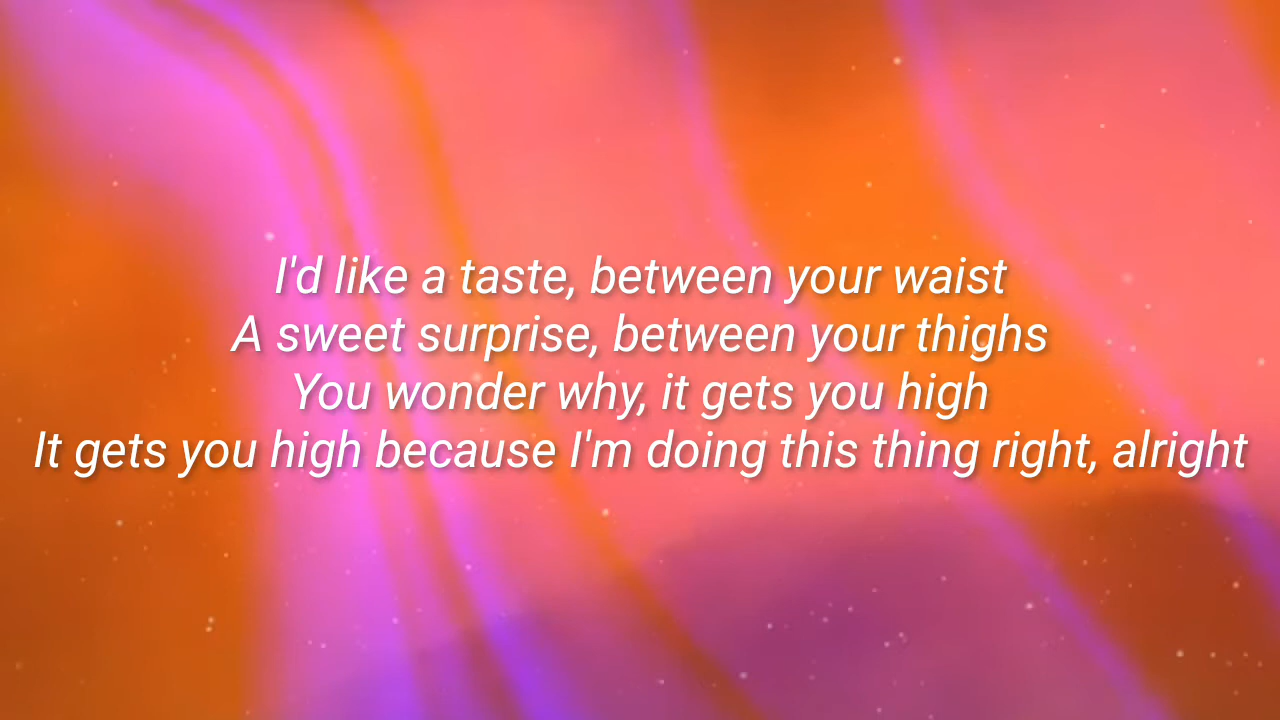 I'd like a taste, between your waist
A sweet surprise, between your thighs
You wonder why, it gets you high
It gets you high because I'm doing this thing right, alright